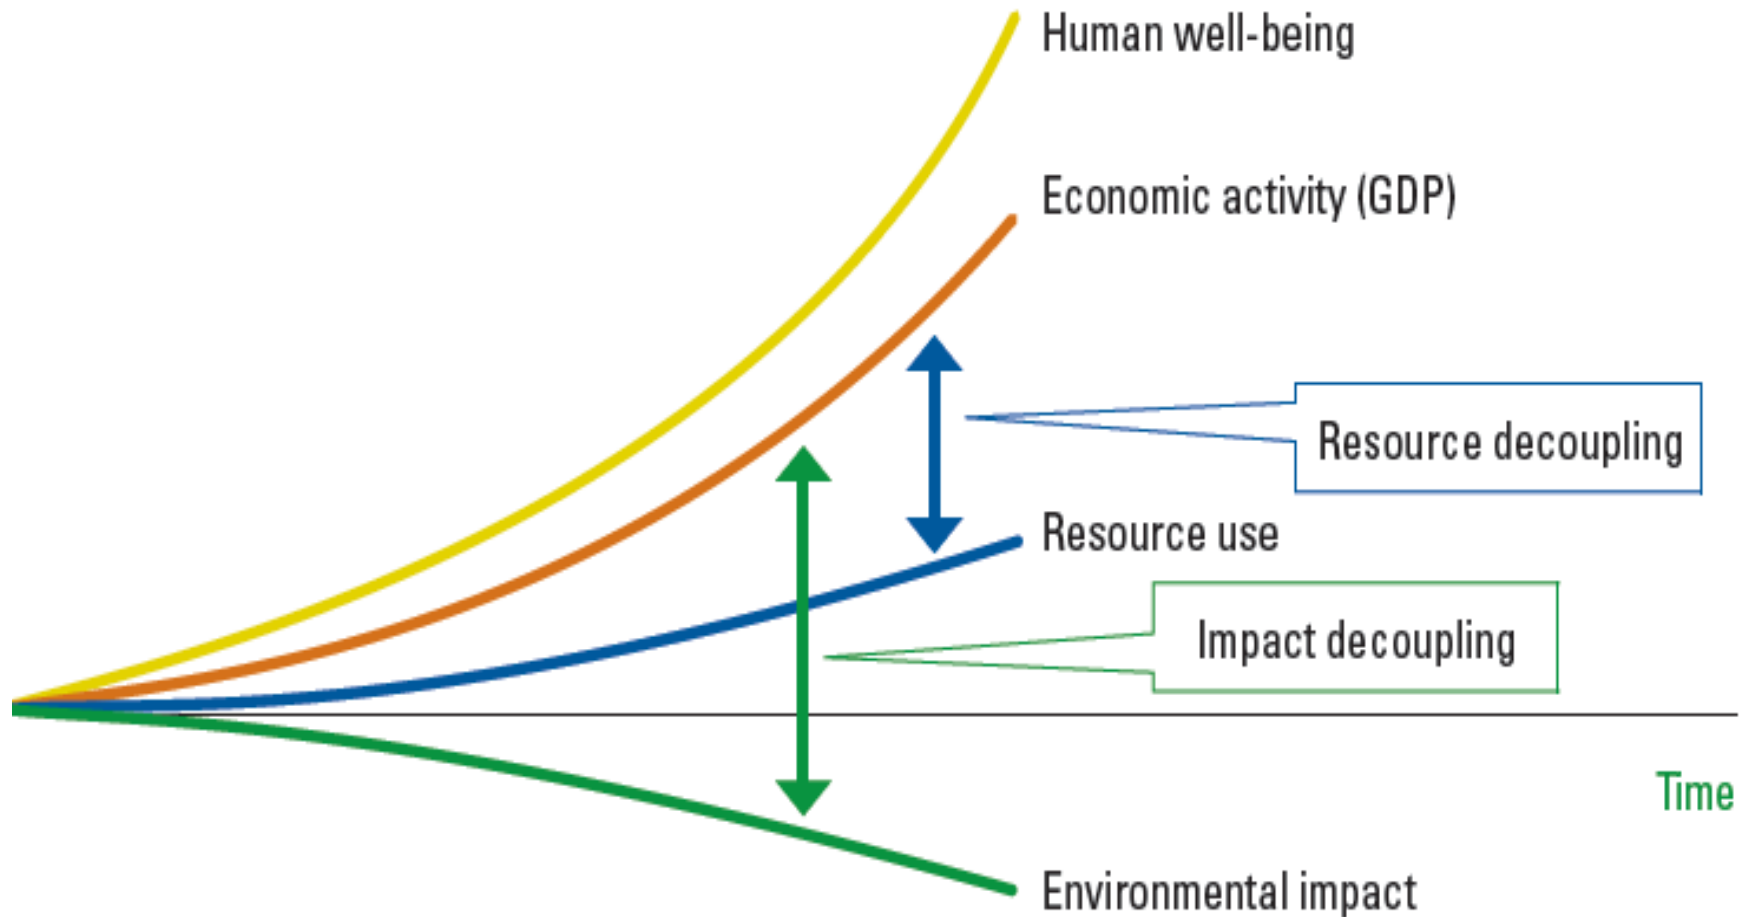 Human well-being
Economic activity (GDP)
Resource decoupling
Resource use
Impact decoupling
Time
Environmental impact